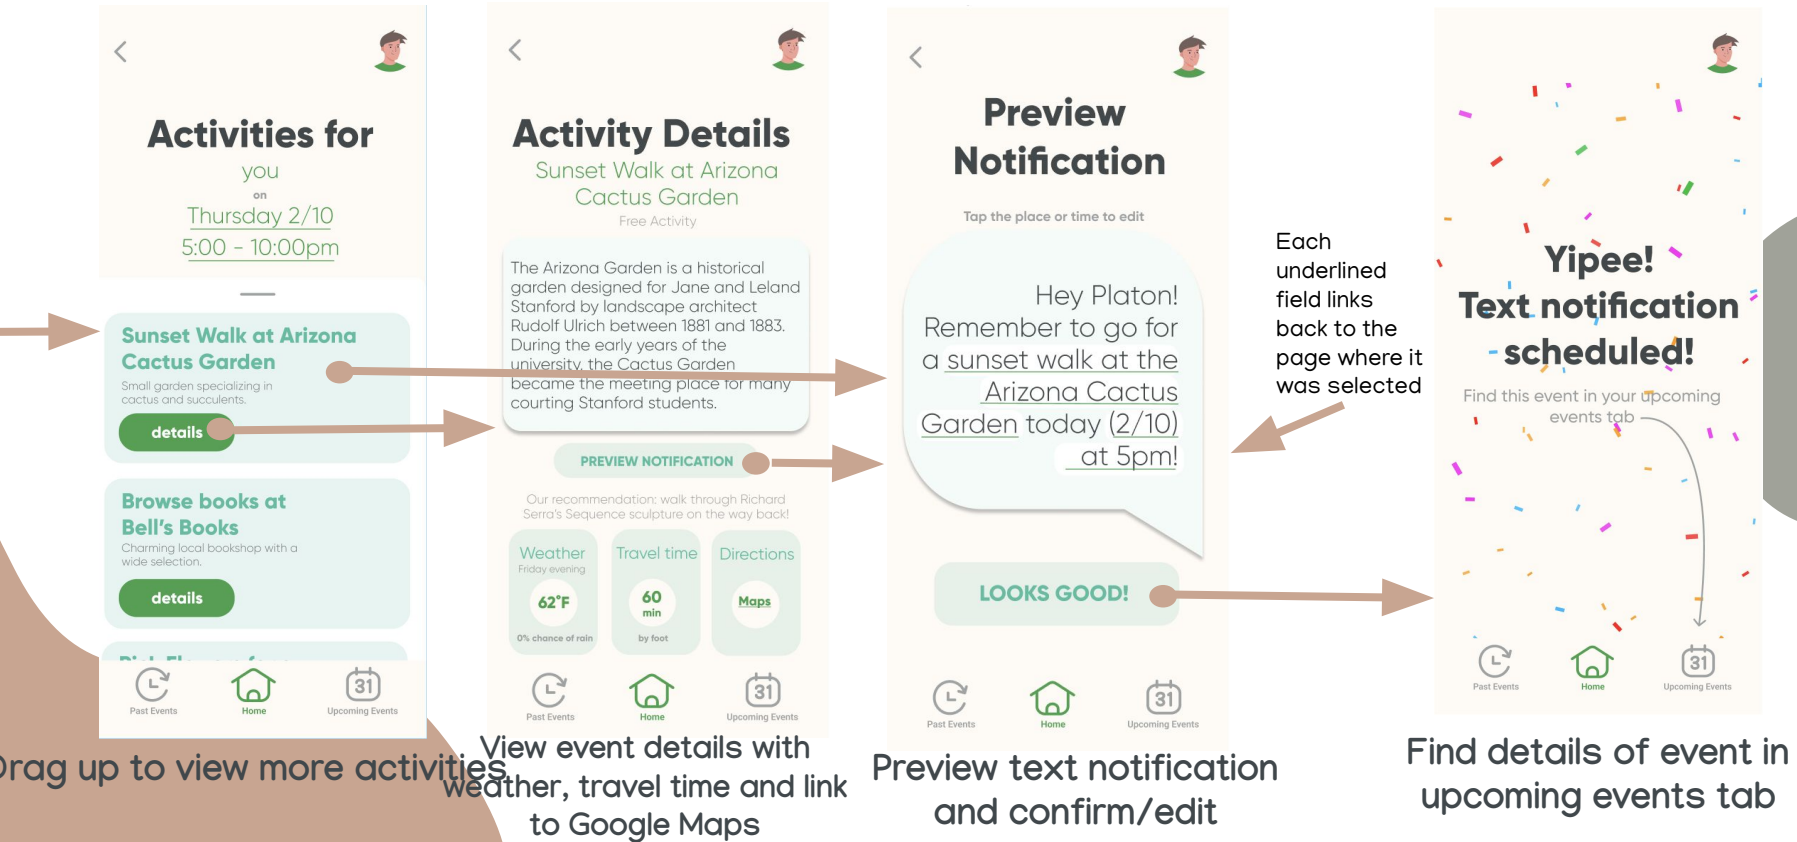 Activities for
you
on
Thursday 2/10
5:00 - 10:00pm
Sunset Walk at Arizona
Cactus Garden
Small garden specializing in
cactus and succulents.
details
Browse books at
Bell's Books
Charming local bookshop with a
wide selection.
details
Past Events
Home
31
Upcoming Events
Drag up to view more activities
Activity Details
Sunset Walk at Arizona
Cactus Garden
Free Activity
The Arizona Garden is a historical
garden designed for Jane and Leland
Stanford by landscape architect
Rudolf Ulrich between 1881 and 1883.
During the early years of the
university, the Cactus Garden
became the meeting place for many
courting Stanford students.
PREVIEW NOTIFICATION
Our recommendation: walk through Richard
Serra's Sequence sculpture on the way back!
Weather
Friday evening
62°F
0% chance of rain
Travel time
60
min
by foot
Directions
Maps
Past Events
Home
31
Upcoming Events
View event details with
weather, travel time and link
to Google Maps
Preview
Notification
Tap the place or time to edit
Hey Platon!
Remember to go for
a sunset walk at the
Arizona Cactus
Garden today (2/10)
at 5pm!
LOOKS GOOD!
Past Events
Home
31
Upcoming Events
Preview text notification
and confirm/edit
Each
underlined
field links
back to the
page where it
was selected
Yipee!
Text notification
scheduled!
Find this event in your upcoming
events tab
Past Events
Home
31
Upcoming Events
Find details of event in
upcoming events tab